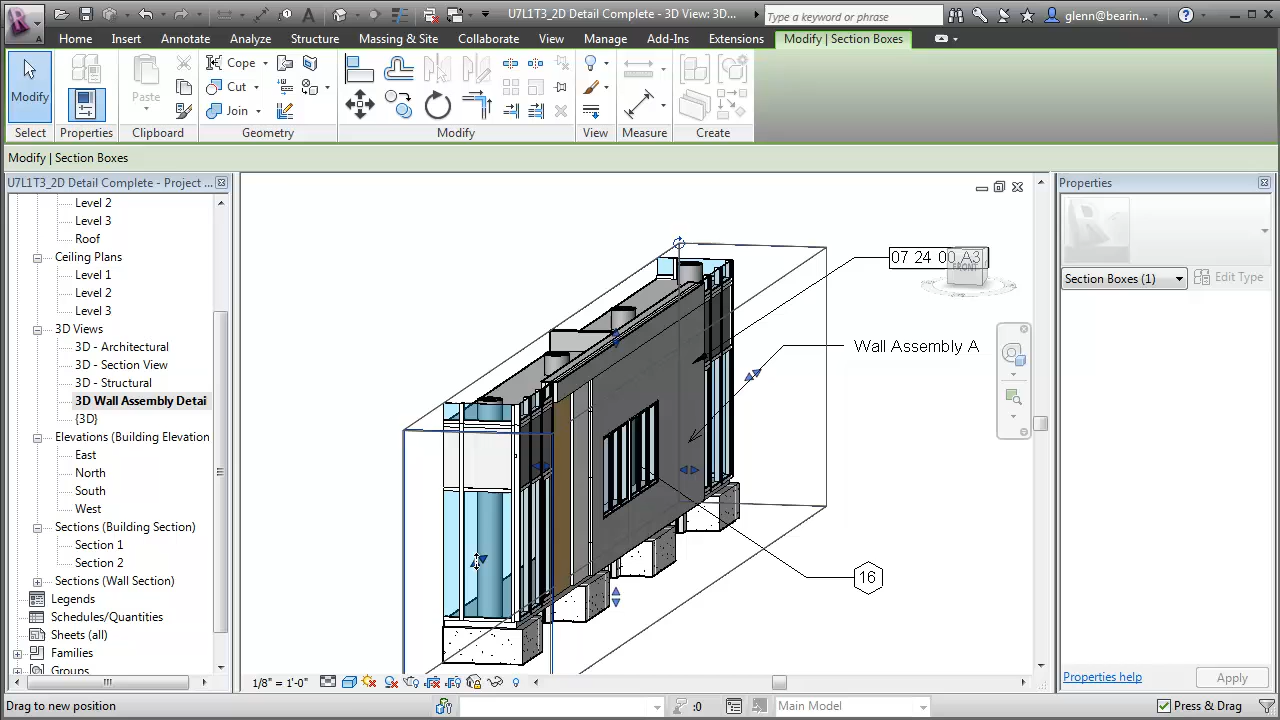 U7L1T3_2D Detail Complete - 3D View: 3D...
Type a keyword or phrase
glenn@bearin...
Home Insert Annotate Analyze Structure Massing & Site Collaborate View Manage Add-Ins Extensions Modify | Section Boxes
Modify
Paste
Cope
Cut
Join
Select Properties Clipboard Geometry Modify View Measure Create
Modify | Section Boxes
U7L1T3_2D Detail Complete - Project ...
Level 2
Level 3
Roof
Ceiling Plans
Level 1
Level 2
Level 3
3D Views
3D - Architectural
3D - Section View
3D - Structural
3D Wall Assembly Detai
{3D}
Elevations (Building Elevation
East
North
South
West
Sections (Building Section)
Section 1
Section 2
Sections (Wall Section)
Legends
Schedules/Quantities
Sheets (all)
Families
Groups
07 24 00.A3
FRONT
Wall Assembly A
16
Properties
Section Boxes (1)
Edit Type
Properties help
Apply
1/8" = 1'-0"
Drag to new position
:0
Main Model
Press & Drag